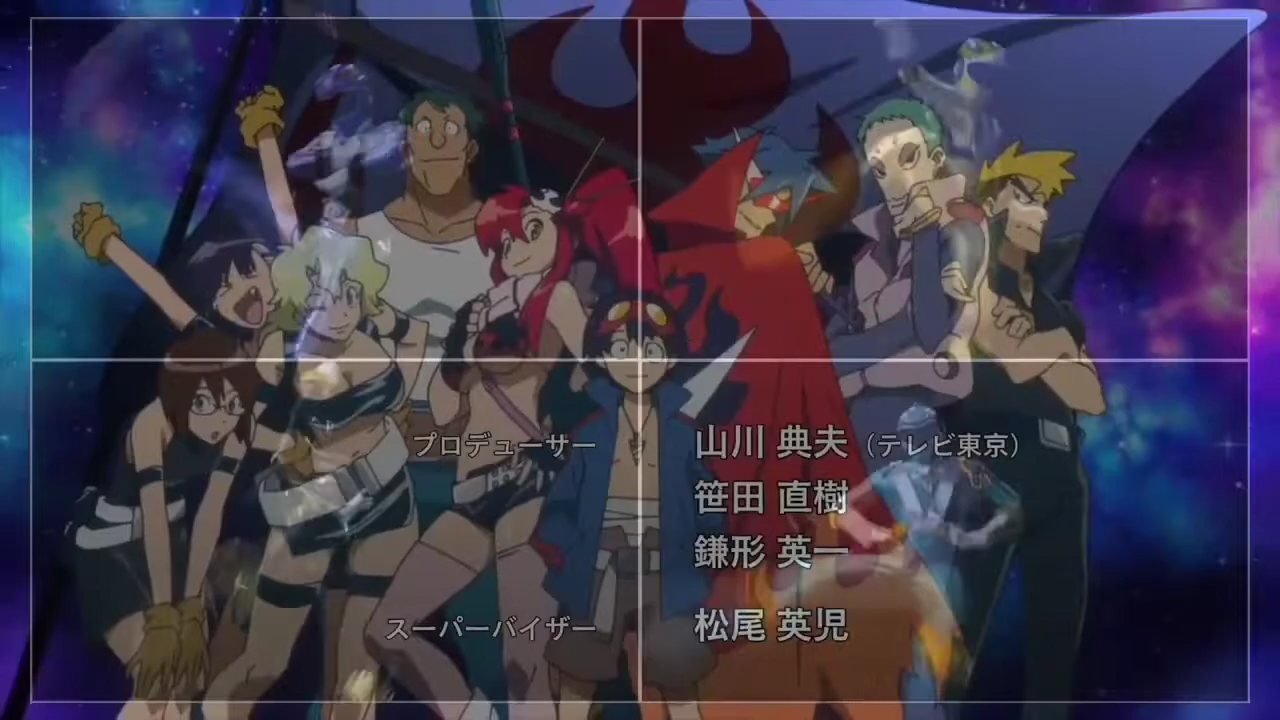 プロデューサー 山川 典夫（テレビ東京）
笹田 直樹
鎌形 英一
スーパーバイザー 松尾 英児